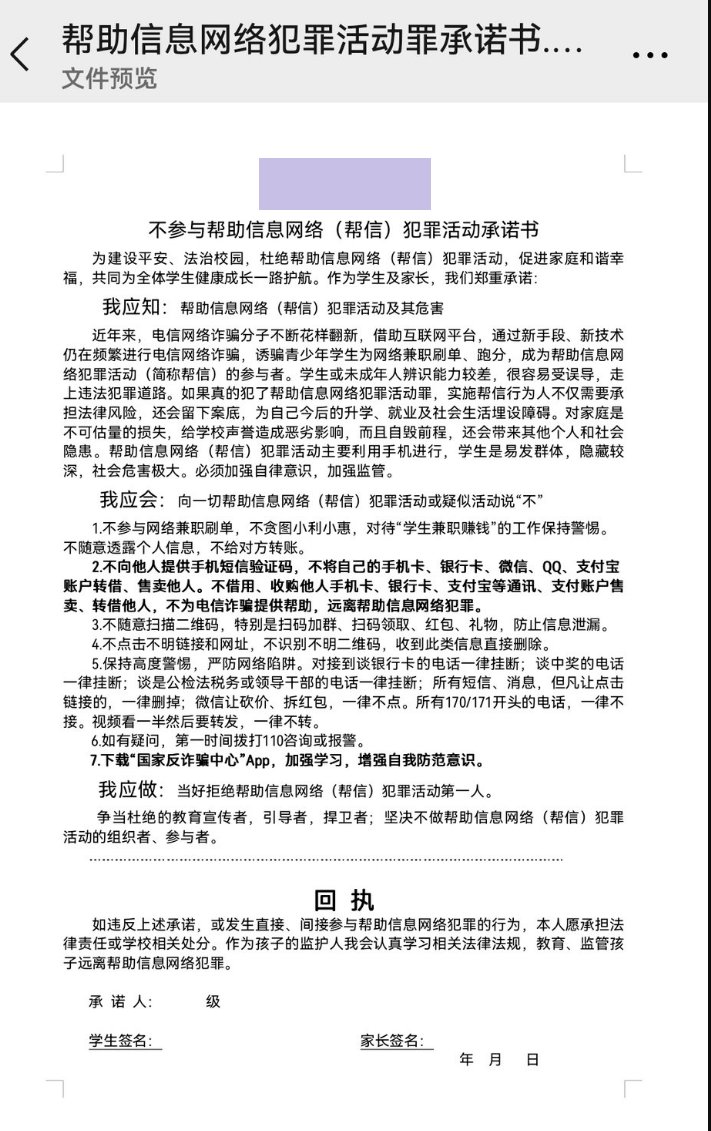 帮助信息网络犯罪活动罪承诺书....
文件预览
不参与帮助信息网络（帮信）犯罪活动承诺书
为建设平安、法治校园，杜绝帮助信息网络（帮信）犯罪活动，促进家庭和谐幸
福，共同为全体学生健康成长一路护航。作为学生及家长，我们郑重承诺：
我应知：帮助信息网络（帮信）犯罪活动及其危害
近年来，电信网络诈骗分子不断花样翻新，借助互联网平台，通过新手段、新技术
仍在频繁进行电信网络诈骗，诱骗青少年学生为网络兼职刷单、跑分，成为帮助信息网
络犯罪活动（简称帮信）的参与者。学生或未成年人辨识能力较差，很容易受误导，走
上违法犯罪道路。如果真的犯了帮助信息网络犯罪活动罪，实施帮信行为人不仅需要承
担法律风险，还会留下案底，为自己今后的升学、就业及社会生活埋设障碍。对家庭是
不可估量的损失，给学校声誉造成恶劣影响，而且自毁前程，还会带来其他个人和社会
隐患。帮助信息网络（帮信）犯罪活动主要利用手机进行，学生是易发群体，隐藏较
深，社会危害极大。必须加强自律意识，加强监管。
我应会：向一切帮助信息网络（帮信）犯罪活动或疑似活动说“不”
1.不参与网络兼职刷单，不贪图小利小惠，对待“学生兼职赚钱”的工作保持警惕。
不随意透露个人信息，不给对方转账。
2.不向他人提供手机短信验证码，不将自己的手机卡、银行卡、微信、QQ、支付宝
账户转借、售卖他人。不借用、收购他人手机卡、银行卡、支付宝等通讯、支付账户售
卖、转借他人，不为电信诈骗提供帮助，远离帮助信息网络犯罪。
3.不随意扫描二维码，特别是扫码加群、扫码领取、红包、礼物，防止信息泄漏。
4.不点击不明链接和网址，不识别不明二维码，收到此类信息直接删除。
5.保持高度警惕，严防网络陷阱。对接到谈银行卡的电话一律挂断；谈中奖的电话
一律挂断；谈是公检法税务或领导干部的电话一律挂断；所有短信、消息，但凡让点击
链接的，一律删掉；微信让砍价、拆红包，一律不点。所有170/171开头的电话，一律不
接。视频看一半然后要转发，一律不转。
6.如有疑问，第一时间拨打110咨询或报警。
7.下载“国家反诈骗中心”App，加强学习，增强自我防范意识。
我应做：当好拒绝帮助信息网络（帮信）犯罪活动第一人。
争当杜绝的教育宣传者，引导者，捍卫者；坚决不做帮助信息网络（帮信）犯罪
活动的组织者、参与者。
回 执
如违反上述承诺，或发生直接、间接参与帮助信息网络犯罪的行为，本人愿承担法
律责任或学校相关处分。作为孩子的监护人我会认真学习相关法律法规，教育、监管孩
子远离帮助信息网络犯罪。
承 诺 人： 级
学生签名： 家长签名：
年 月 日